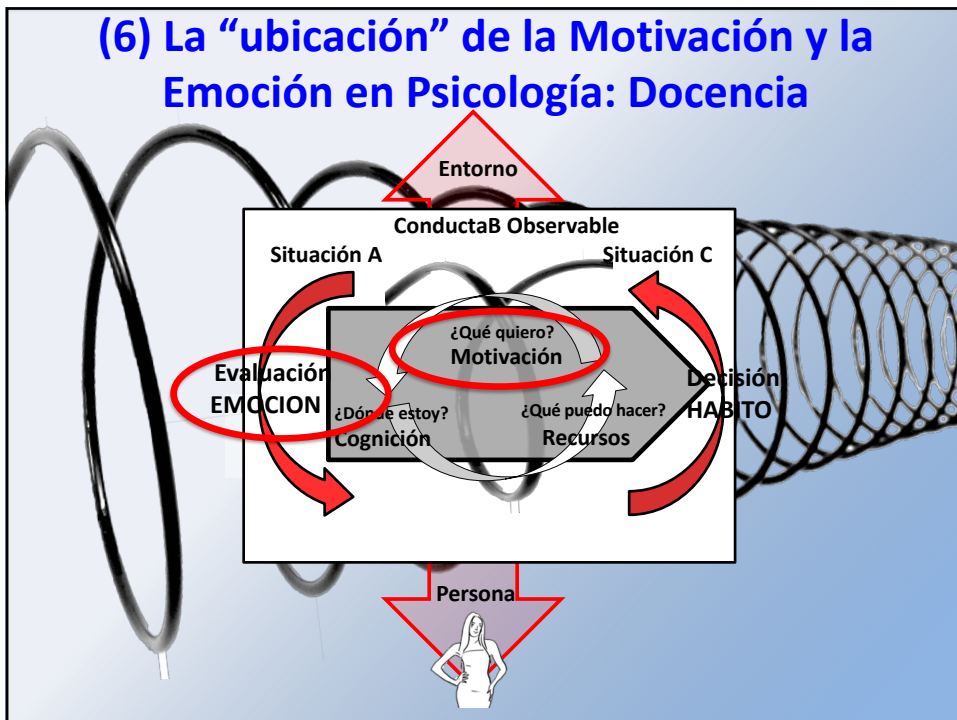 (6) La “ubicación” de la Motivación y la
Emoción en Psicología: Docencia
Entorno
ConductaB Observable
Situación A
Situación C
¿Qué quiero?
Motivación
Evaluación
EMOCION
¿Dónde estoy?
Cognición
¿Qué puedo hacer?
Recursos
Decisión
HABITO
Persona